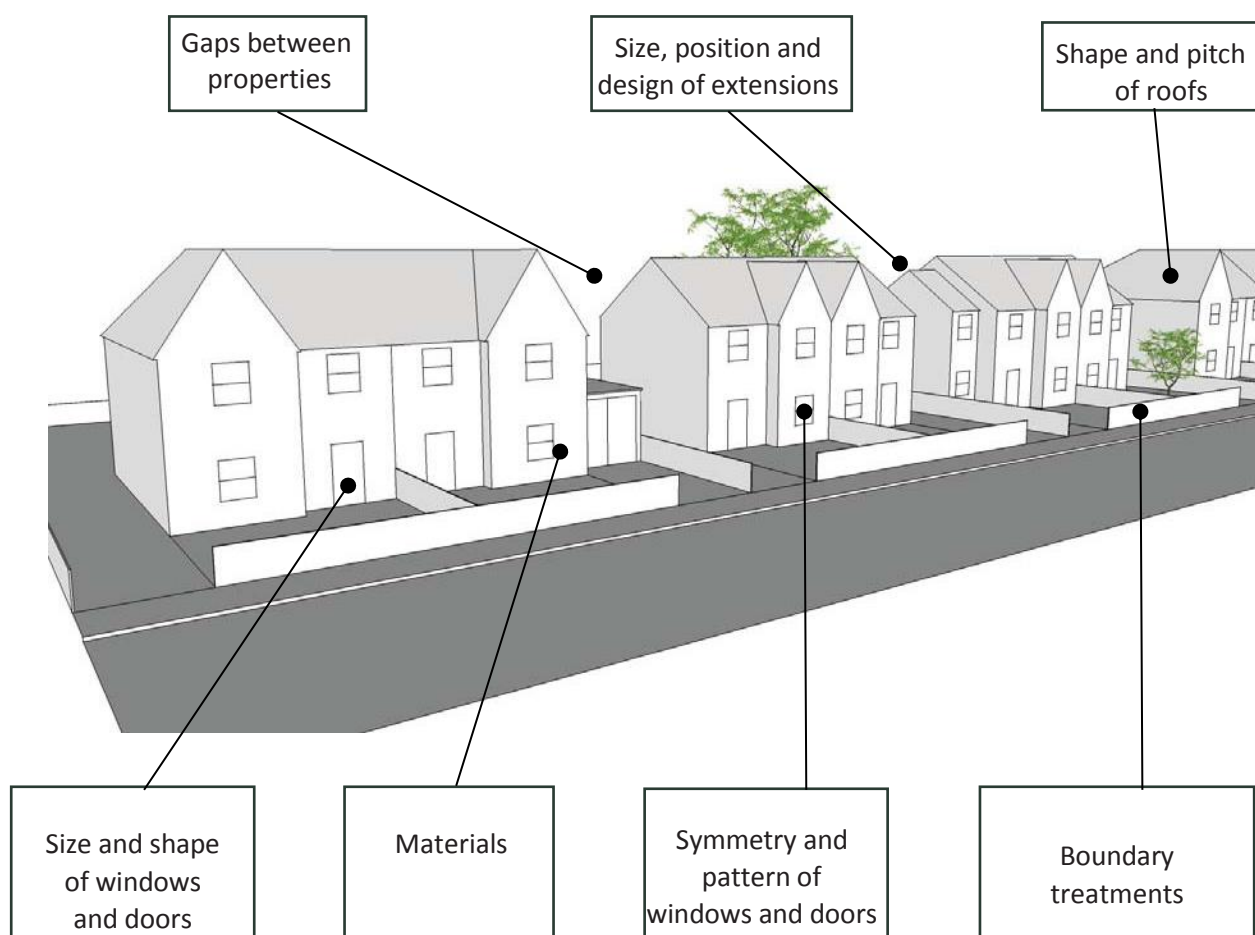 Gaps between
properties
Size, position and
design of extensions
Shape and pitch
of roofs
Size and shape
of windows
and doors
Materials
Symmetry and
pattern of
windows and doors
Boundary
treatments